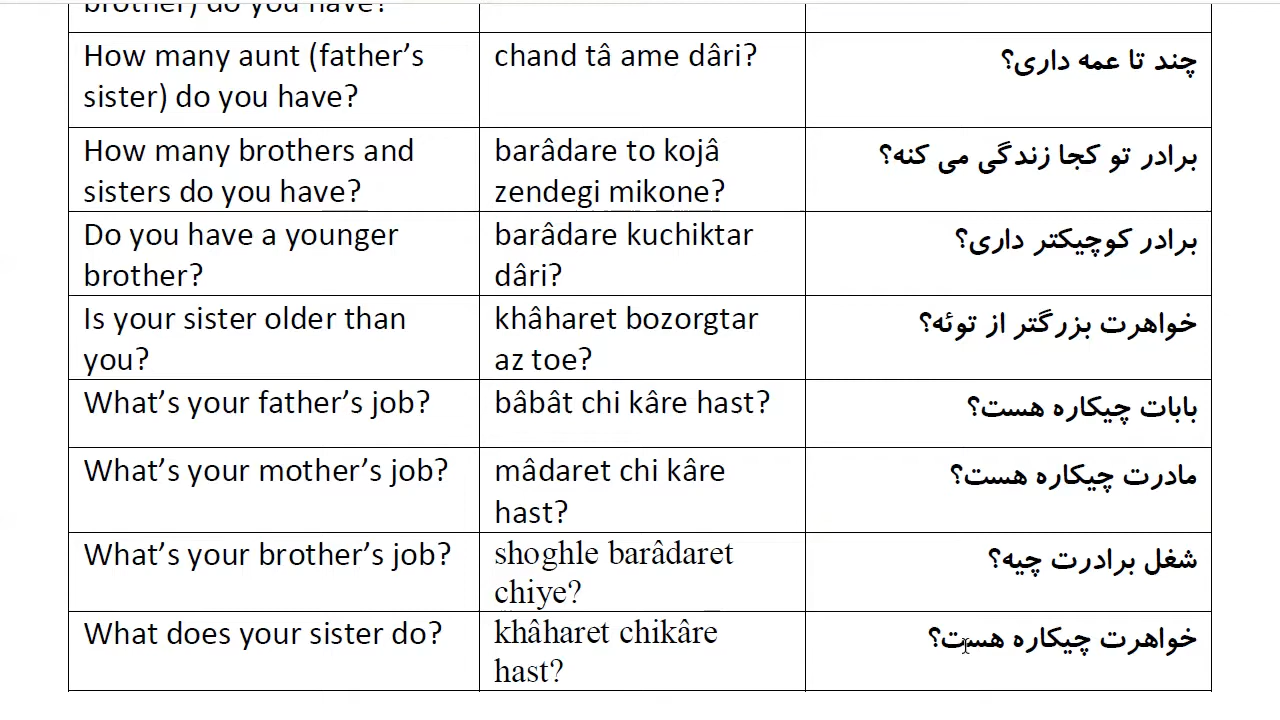 brother) do you have?
How many aunt (father’s
sister) do you have?
chand tâ ame dâri?
چند تا عمه داری؟
How many brothers and
sisters do you have?
barâdare to kojâ
zendegi mikone?
برادر تو کجا زندگی می کنه؟
Do you have a younger
brother?
barâdare kuchiktar
dâri?
برادر کوچیکتر داری؟
Is your sister older than
you?
khâharet bozorgtar
az toe?
خواهرت بزرگتر از توئه؟
What’s your father’s job?
bâbât chi kâre hast?
بابات چیکاره هست؟
What’s your mother’s job?
mâdaret chi kâre
hast?
مادرت چیکاره هست؟
What’s your brother’s job?
shoghle barâdaret
chiye?
شغل برادرت چیه؟
What does your sister do?
khâharet chikâre
hast?
خواهرت چیکاره هست؟